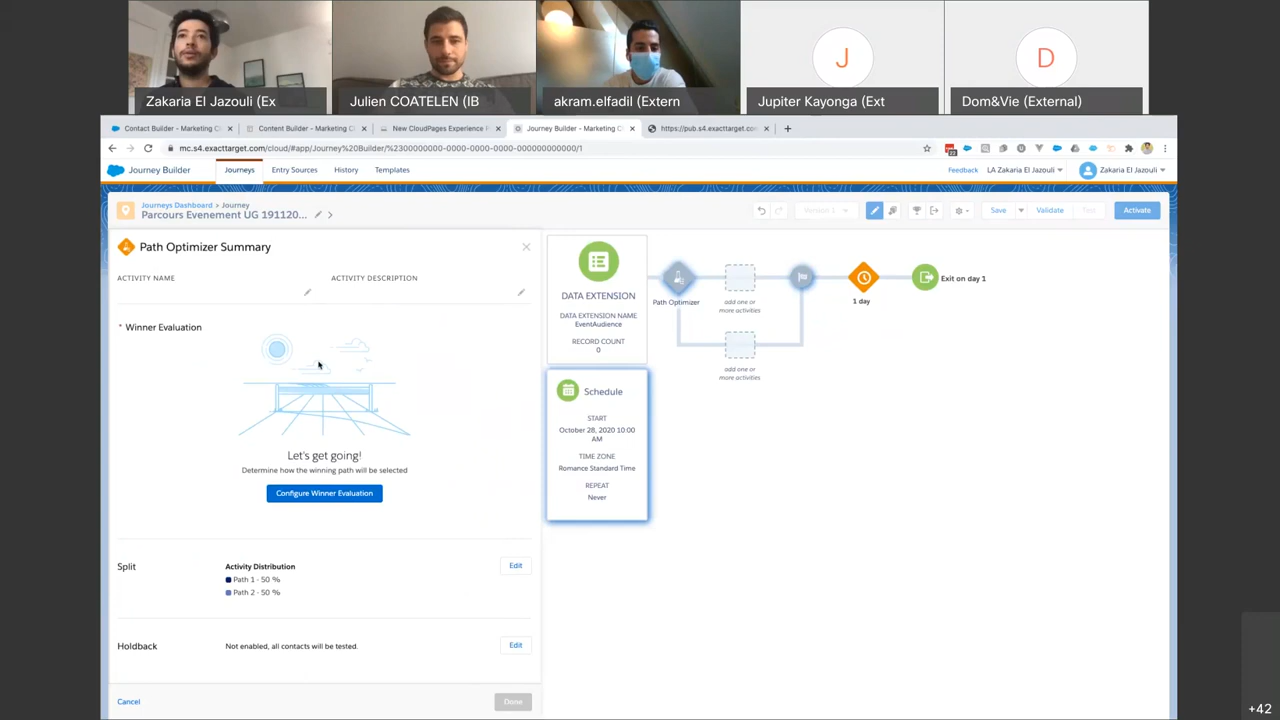 Zakaria El Jazouli (Ex
Julien COATELEN (IB
akram.elfadil (Extern
J
Jupiter Kayonga (Ext
D
Dom&Vie (External)
Contact Builder - Marketing C
Content Builder - Marketing C
New CloudPages Experience
Journey Builder - Marketing C
https://pub.s4.exacttarget.co
mc.s4.exacttarget.com/cloud/#app/Journey%20Builder/%2300000000-0000-0000-0000-000000000000/1
Journey Builder
Journeys
Entry Sources
History
Templates
Feedback
LA Zakaria El Jazouli
Zakaria El Jazouli
Journeys Dashboard > Journey
Parcours Evenement UG 191120...
Version 1
Save
Validate
Test
Activate
Path Optimizer Summary
ACTIVITY NAME
ACTIVITY DESCRIPTION
* Winner Evaluation
Let's get going!
Determine how the winning path will be selected
Configure Winner Evaluation
Split
Activity Distribution
Path 1 - 50 %
Path 2 - 50 %
Edit
Holdback
Not enabled, all contacts will be tested.
Edit
Cancel
Done
DATA EXTENSION
DATA EXTENSION NAME
EventAudience
RECORD COUNT
0
Schedule
START
October 28, 2020 10:00
AM
TIME ZONE
Romance Standard Time
REPEAT
Never
Path Optimizer
add one or
more activities
add one or
more activities
1 day
Exit on day 1
+42